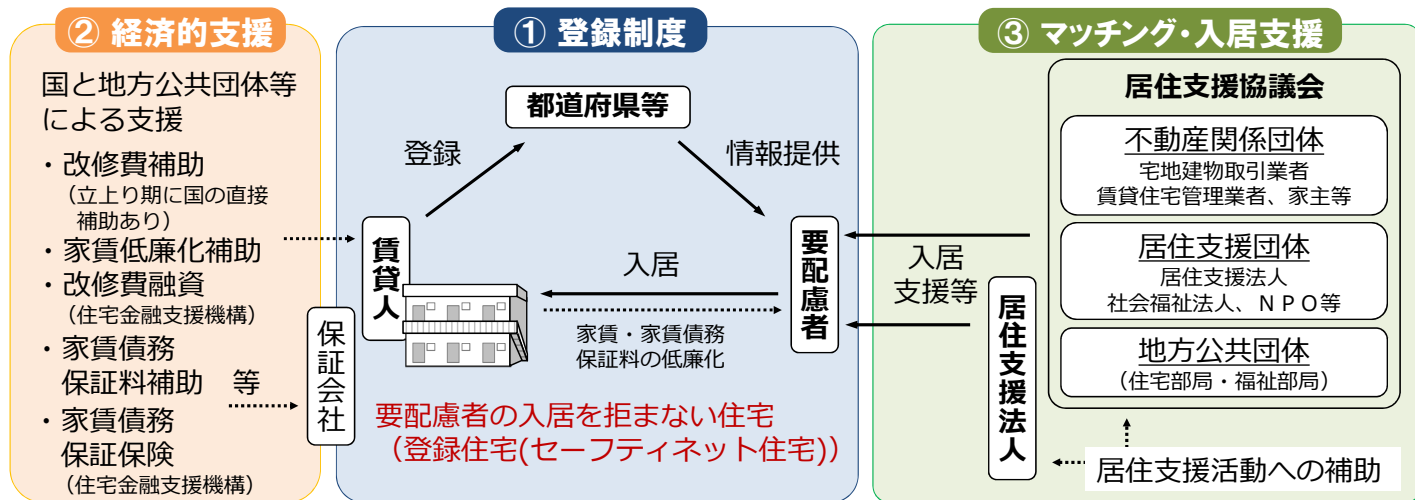 ② 経済的支援
国と地方公共団体等
による支援
・改修費補助
（立上り期に国の直接
補助あり）
・家賃低廉化補助
・改修費融資
（住宅金融支援機構）
・家賃債務
保証料補助　等
・家賃債務
保証保険
（住宅金融支援機構）
保証会社
① 登録制度
都道府県等
登録
情報提供
賃貸人
要配慮者
入居
家賃・家賃債務
保証料の低廉化
要配慮者の入居を拒まない住宅
（登録住宅(セーフティネット住宅)）
③ マッチング・入居支援
居住支援協議会
不動産関係団体
宅地建物取引業者
賃貸住宅管理業者、家主等
居住支援団体
居住支援法人
社会福祉法人、ＮＰＯ等
地方公共団体
（住宅部局・福祉部局）
入居
支援等
居住支援法人
居住支援活動への補助